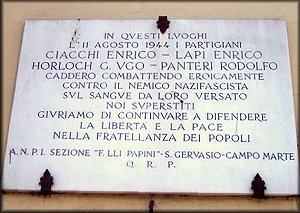 IN QUESTI LUOGHI
L'11 AGOSTO 1944 I PARTIGIANI
CIACCHI ENRICO - LAPI ENRICO
HORLOCH G. VGO - PANTERI RODOLFO
CADDERO COMBATTENDO EROICAMENTE
CONTRO IL NEMICO NAZIFASCISTA
SVL SANGVE DA LORO VERSATO
NOI SVPERSTITI
GIVRIAMO DI CONTINVARE A DIFENDERE
LA LIBERTÀ E LA PACE
NELLA FRATELLANZA DEI POPOLI
A.N.P.I. SEZIONE "F.LLI PAPINI" - S. GERVASIO - CAMPO MARTE
Q. R. P.